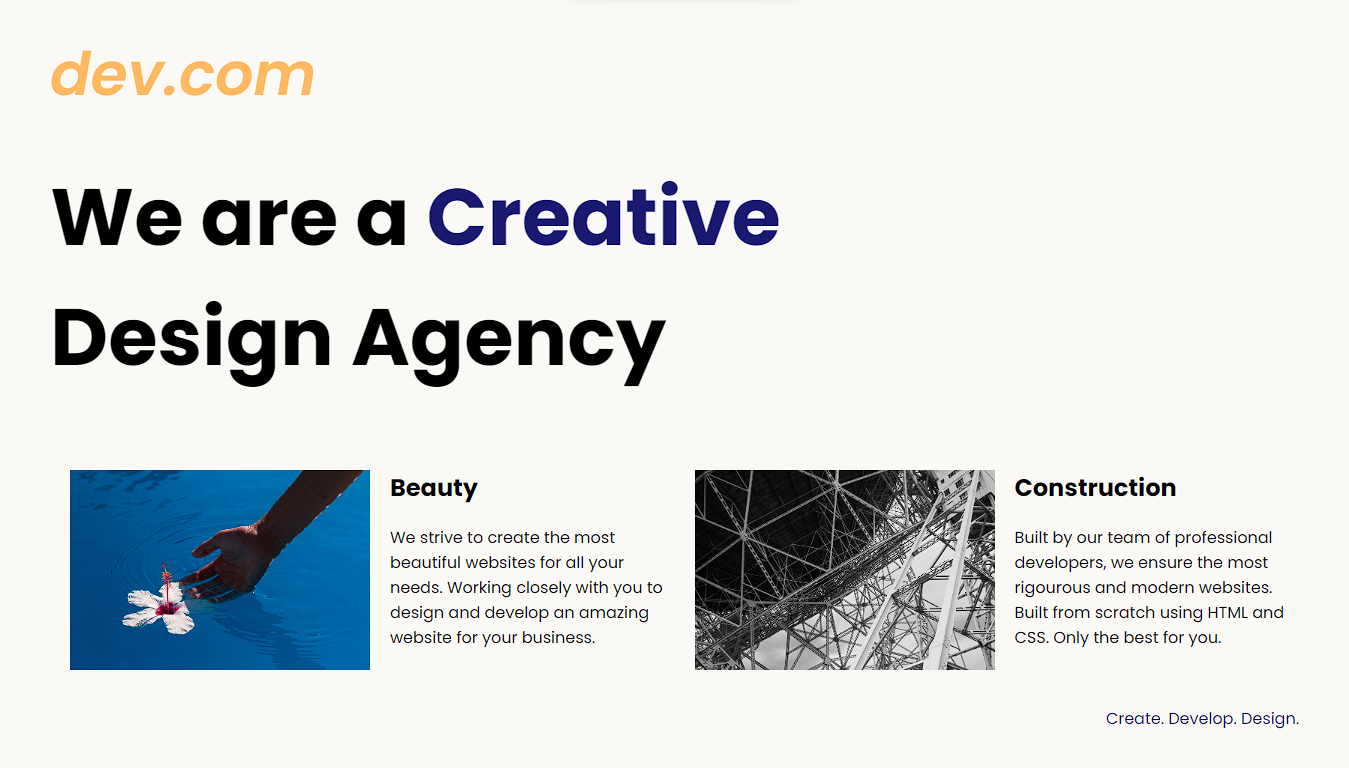 dev.com
We are a Creative
Design Agency
Beauty
We strive to create the most
beautiful websites for all your
needs. Working closely with you to
design and develop an amazing
website for your business.
Construction
Built by our team of professional
developers, we ensure the most
rigourous and modern websites.
Built from scratch using HTML and
CSS. Only the best for you.
Create. Develop. Design.